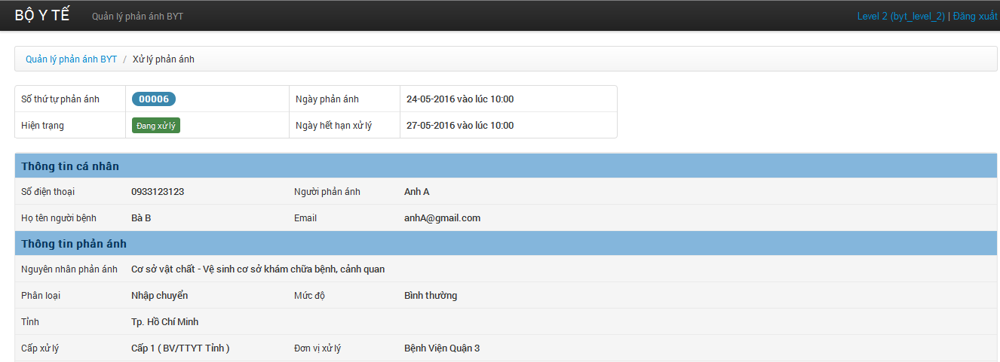 BỘ Y TẾ Quản lý phản ánh BYT Level 2 (byt_level_2) | Đăng xuất
Quản lý phản ánh BYT / Xử lý phản ánh
Số thứ tự phản ánh 00006 Ngày phản ánh 24-05-2016 vào lúc 10:00
Hiện trạng Đang xử lý Ngày hết hạn xử lý 27-05-2016 vào lúc 10:00
Thông tin cá nhân
Số điện thoại 0933123123 Người phản ánh Anh A
Họ tên người bệnh Bà B Email anhA@gmail.com
Thông tin phản ánh
Nguyên nhân phản ánh Cơ sở vật chất - Vệ sinh cơ sở khám chữa bệnh, cảnh quan
Phân loại Nhập chuyển Mức độ Bình thường
Tỉnh Tp. Hồ Chí Minh
Cấp xử lý Cấp 1 ( BV/TTYT Tỉnh ) Đơn vị xử lý Bệnh Viện Quận 3